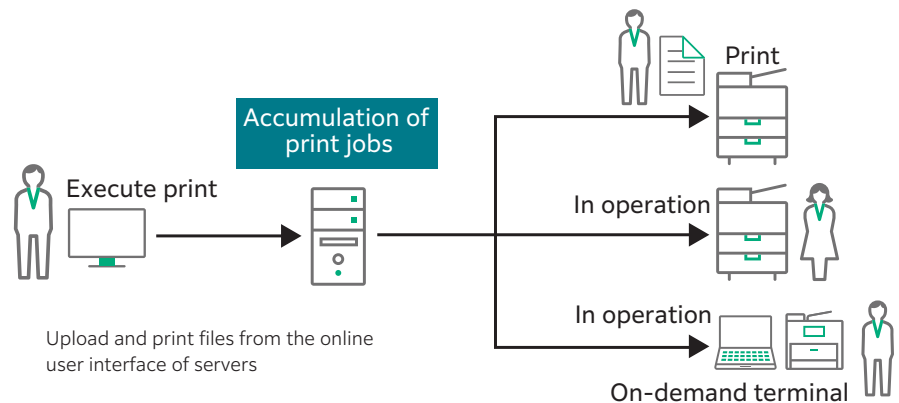 Print
Accumulation of
print jobs
Execute print
In operation
In operation
Upload and print files from the online
user interface of servers
On-demand terminal